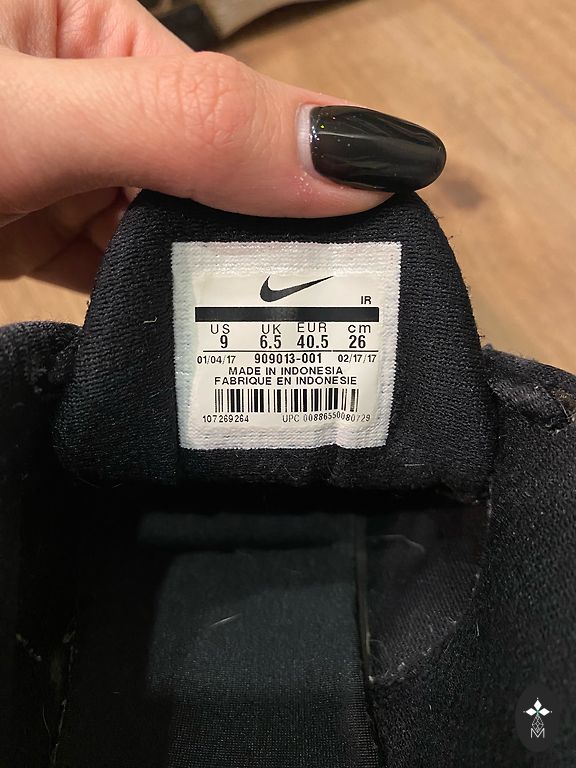 IR
US UK EUR cm
9 6.5 40.5 26
01/04/17 909013-001 02/17/17
MADE IN INDONESIA
FABRIQUE EN INDONESIE
107269264 UPC 00886550080729
M